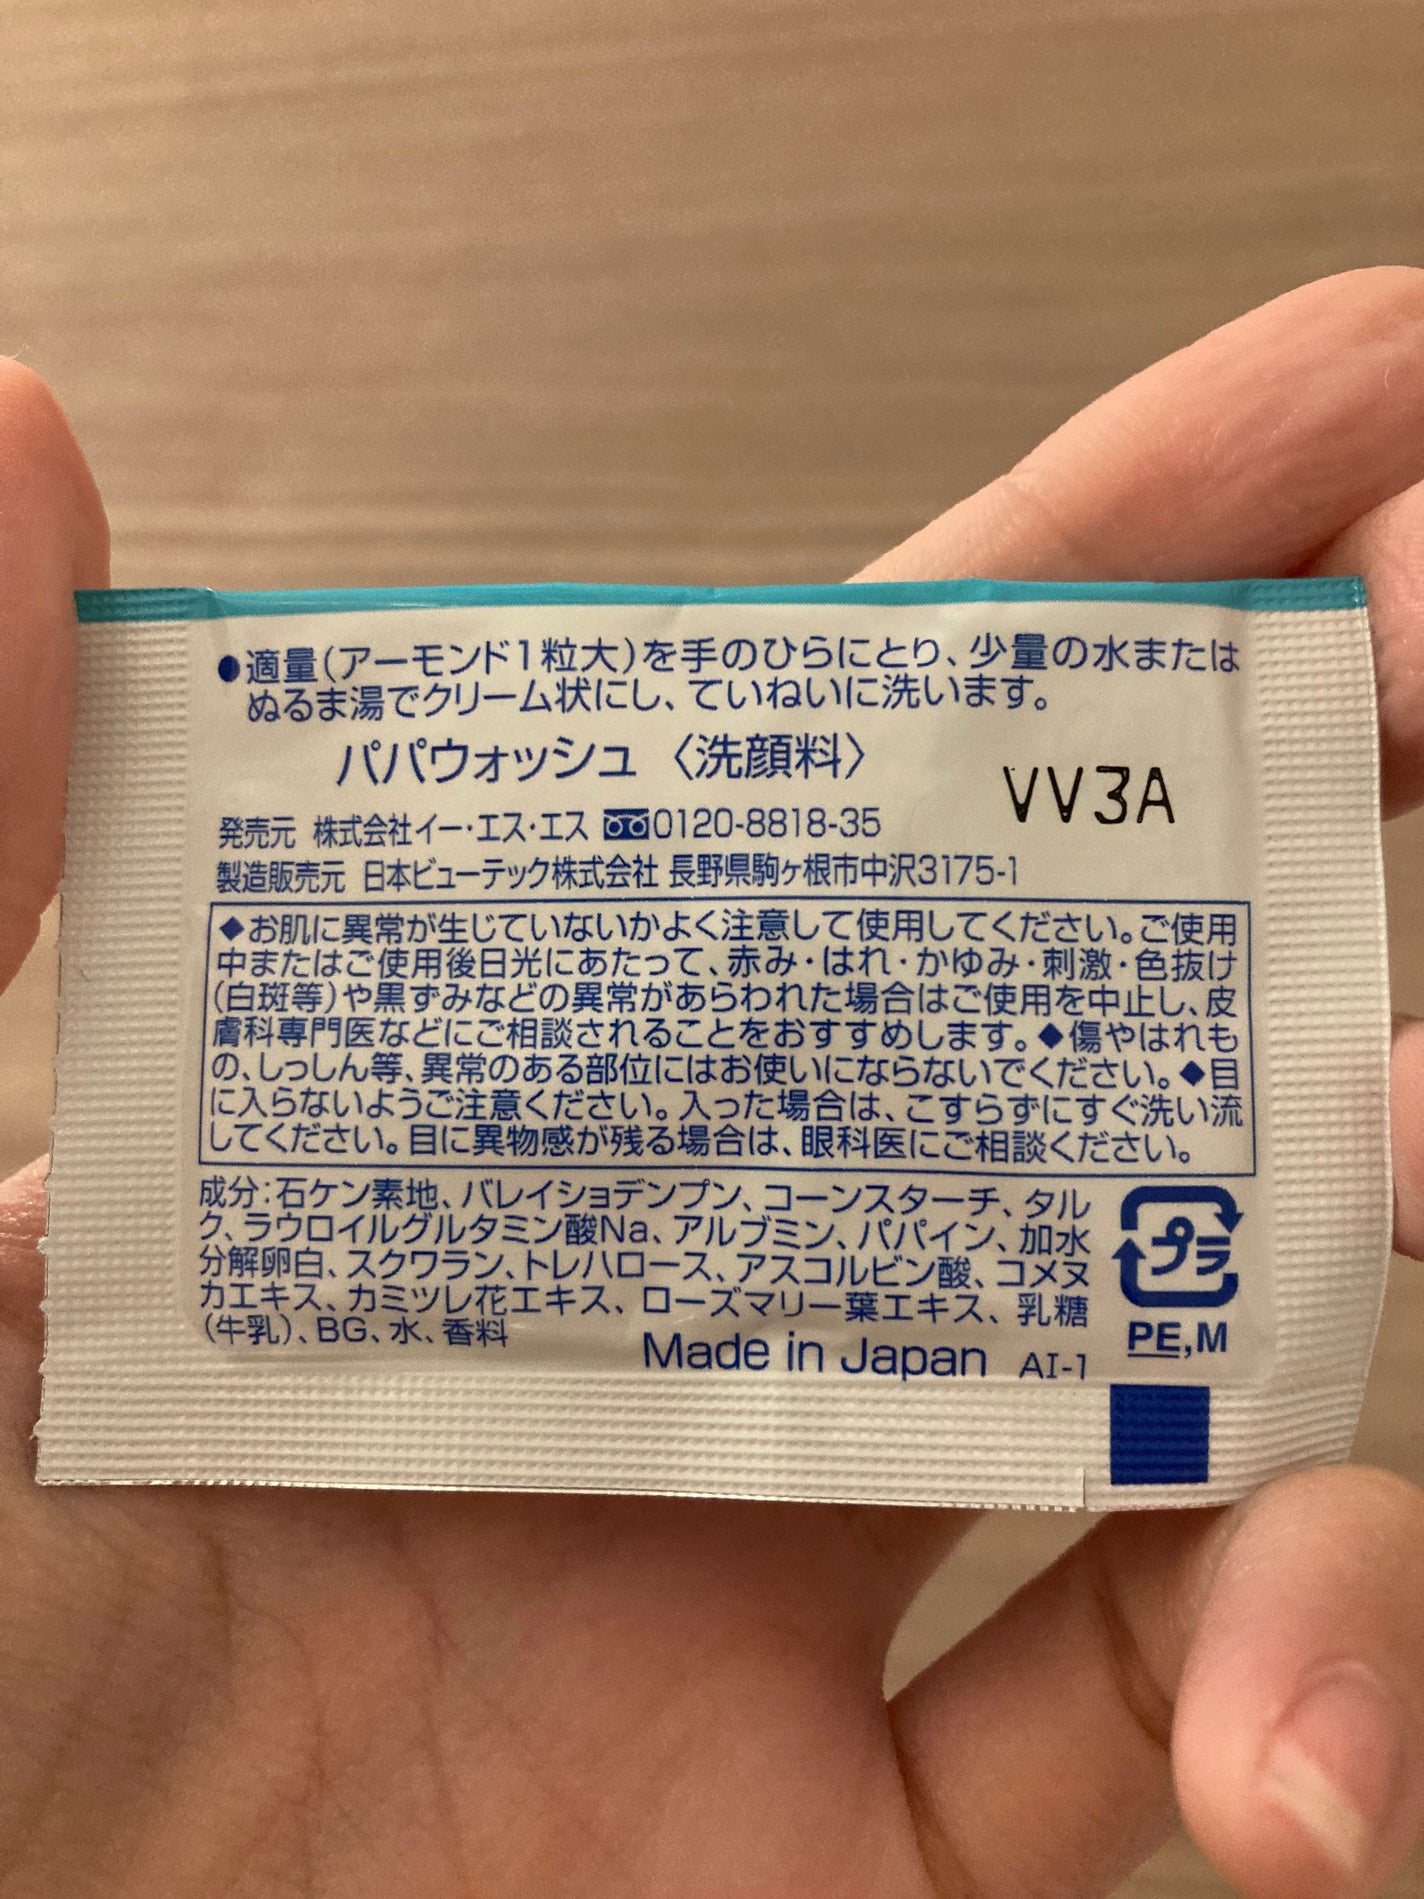 ●適量(アーモンド1粒大)を手のひらにとり、少量の水または
ぬるま湯でクリーム状にし、ていねいに洗います。
パパウォッシュ〈洗顔料〉
VV3A
発売元 株式会社イー・エス・エス 0120-8818-35
製造販売元 日本ビューテック株式会社 長野県駒ヶ根市中沢3175-1
◆お肌に異常が生じていないかよく注意して使用してください。ご使用
中またはご使用後日光にあたって、赤み・はれ・かゆみ・刺激・色抜け
(白斑等)や黒ずみなどの異常があらわれた場合はご使用を中止し、皮
膚科専門医などにご相談されることをおすすめします。◆傷やはれも
の、しっしん等、異常のある部位にはお使いにならないでください。◆目
に入らないようご注意ください。入った場合は、こすらずにすぐ洗い流
してください。目に異物感が残る場合は、眼科医にご相談ください。
成分:石ケン素地、バレイショデンプン、コーンスターチ、タル
ク、ラウロイルグルタミン酸Na、アルブミン、パパイン、加水
分解卵白、スクワラン、トレハロース、アスコルビン酸、コメヌ
カエキス、カミツレ花エキス、ローズマリー葉エキス、乳糖
(牛乳)、BG、水、香料
Made in Japan AI-1
プラ
PE,M